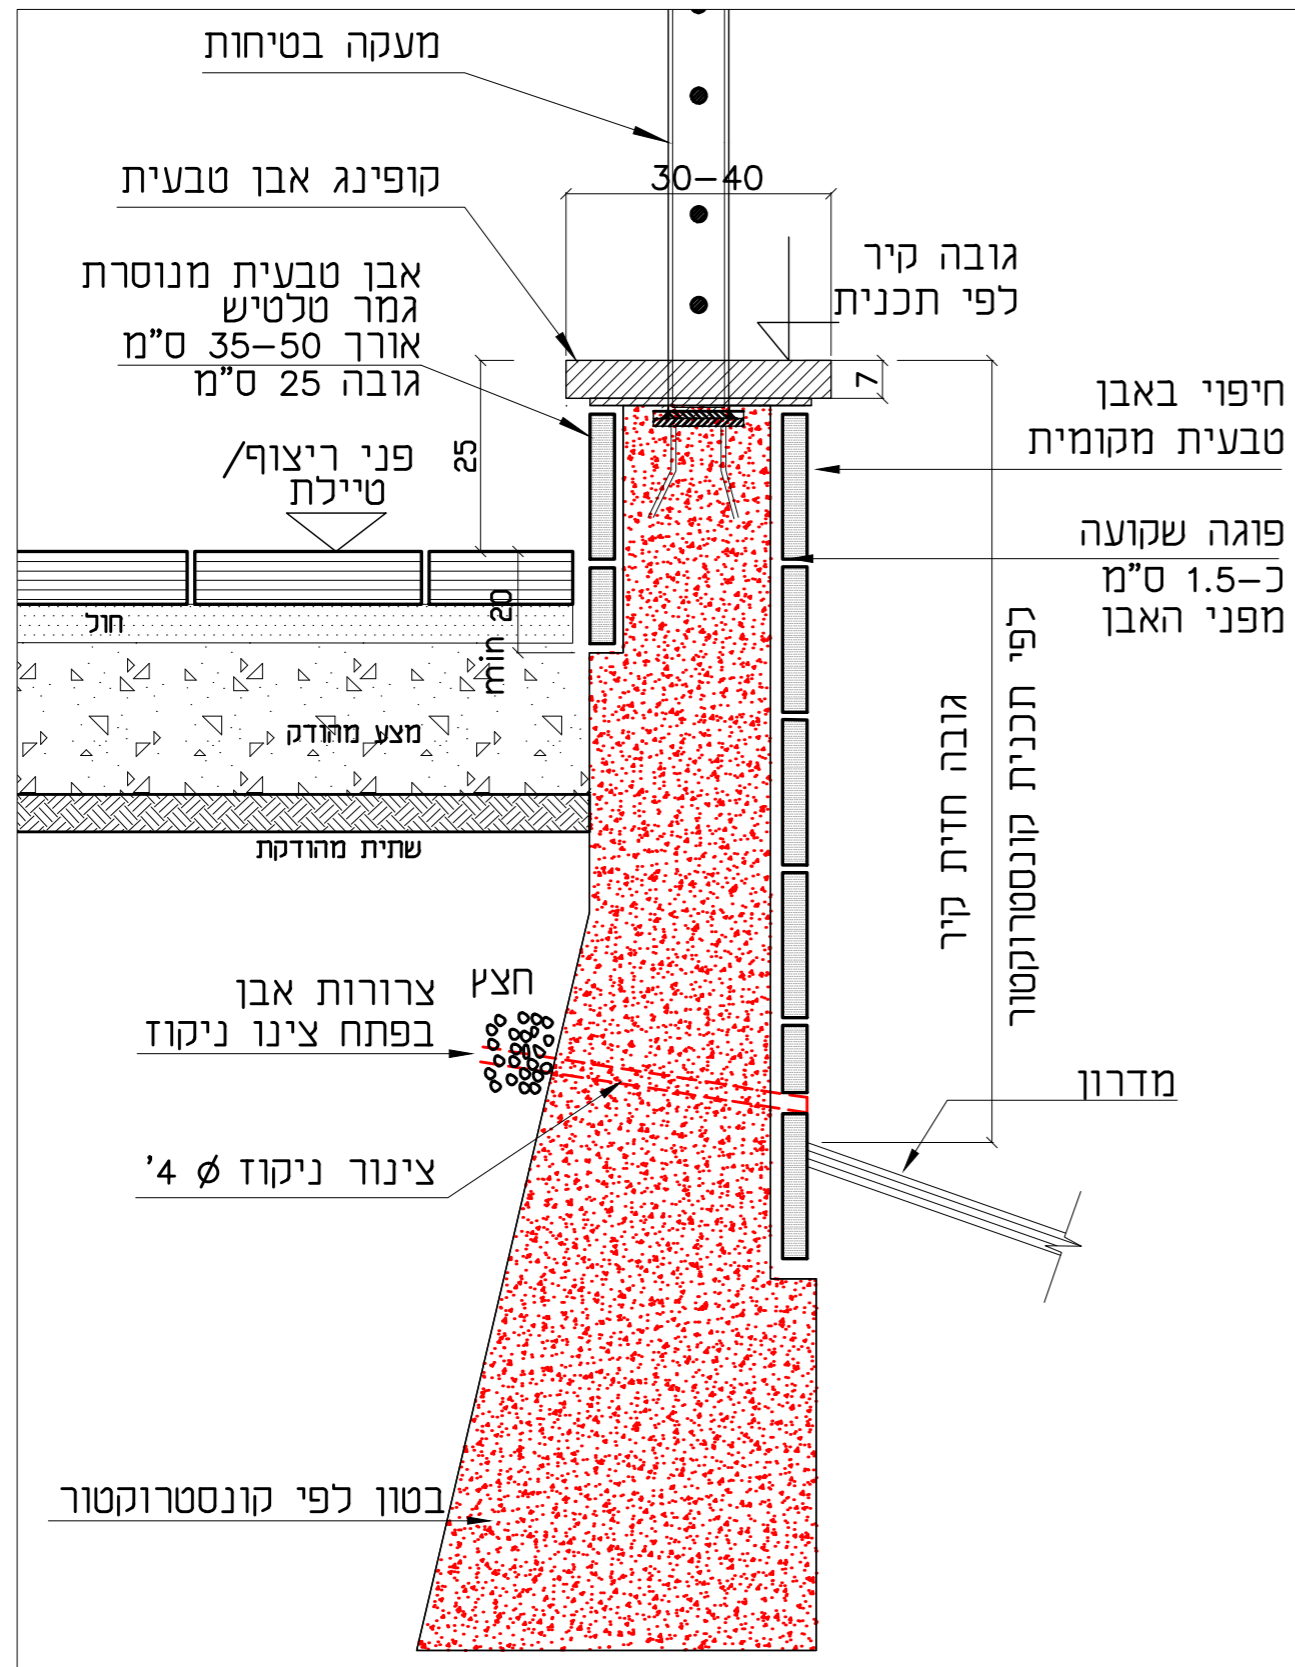 מעקה בטיחות
קופינג אבן טבעית
30-40
גובה קיר
לפי תכנית
אבן טבעית מנוסרת
גמר טלטיש
אורך 35-50 ס"מ
גובה 25 ס"מ
7
25
חיפוי באבן
טבעית מקומית
פני ריצוף/
טיילת
פוגה שקועה
כ-1.5 ס"מ
מפני האבן
min 20
חול
מצע מהודק
שתית מהודקת
גובה חזית קיר
לפי תכנית קונסטרוקטור
חצץ
צרורות אבן
בפתח צינו ניקוז
מדרון
צינור ניקוז ϕ 4'
בטון לפי קונסטרוקטור